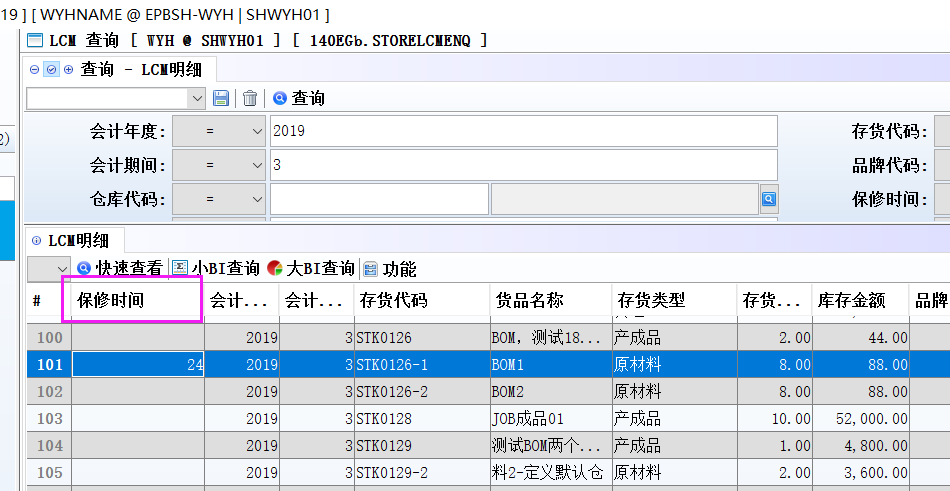 19 ] [ WYHNAME @ EPBSH-WYH | SHWYH01 ]
LCM 查询 [ WYH @ SHWYH01 ] [ 140EGb.STORELCMENQ ]
查询 - LCM明细
查询
会计年度: = 2019 存货代码:
2)
会计期间: = 3 品牌代码:
仓库代码: = 保修时间:
LCM明细
快速查看 小BI查询 大BI查询 功能
# 保修时间 会计... 会计... 存货代码 货品名称 存货类型 存货... 库存金额 品牌
100 2019 3 STK0126 BOM, 测试18... 产成品 2.00 44.00
101 24 2019 3 STK0126-1 BOM1 原材料 8.00 88.00
102 2019 3 STK0126-2 BOM2 原材料 8.00 88.00
103 2019 3 STK0128 JOB成品01 产成品 10.00 52,000.00
104 2019 3 STK0129 测试BOM两个... 产成品 1.00 4,800.00
105 2019 3 STK0129-2 料2-定义默认仓 原材料 2.00 3,600.00